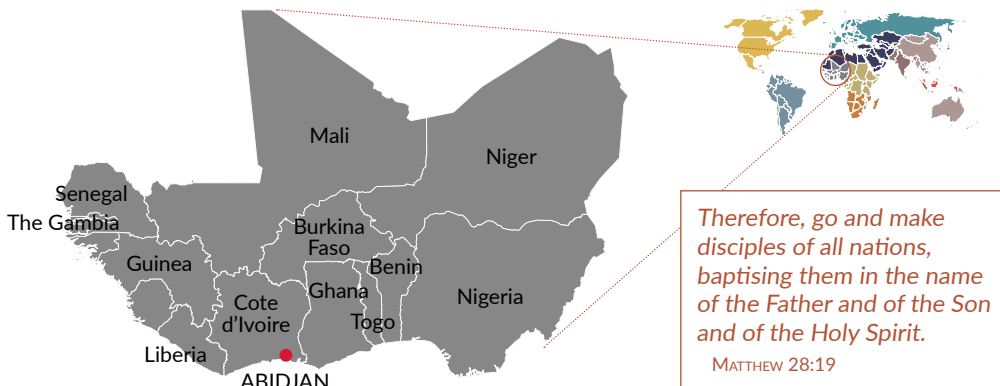 Mali
Niger
Senegal
The Gambia
Burkina
Faso
Guinea
Benin
Ghana
Cote
d’Ivoire
Nigeria
Togo
Liberia
ABIDJAN
Therefore, go and make
disciples of all nations,
baptising them in the name
of the Father and of the Son
and of the Holy Spirit.
Matthew 28:19